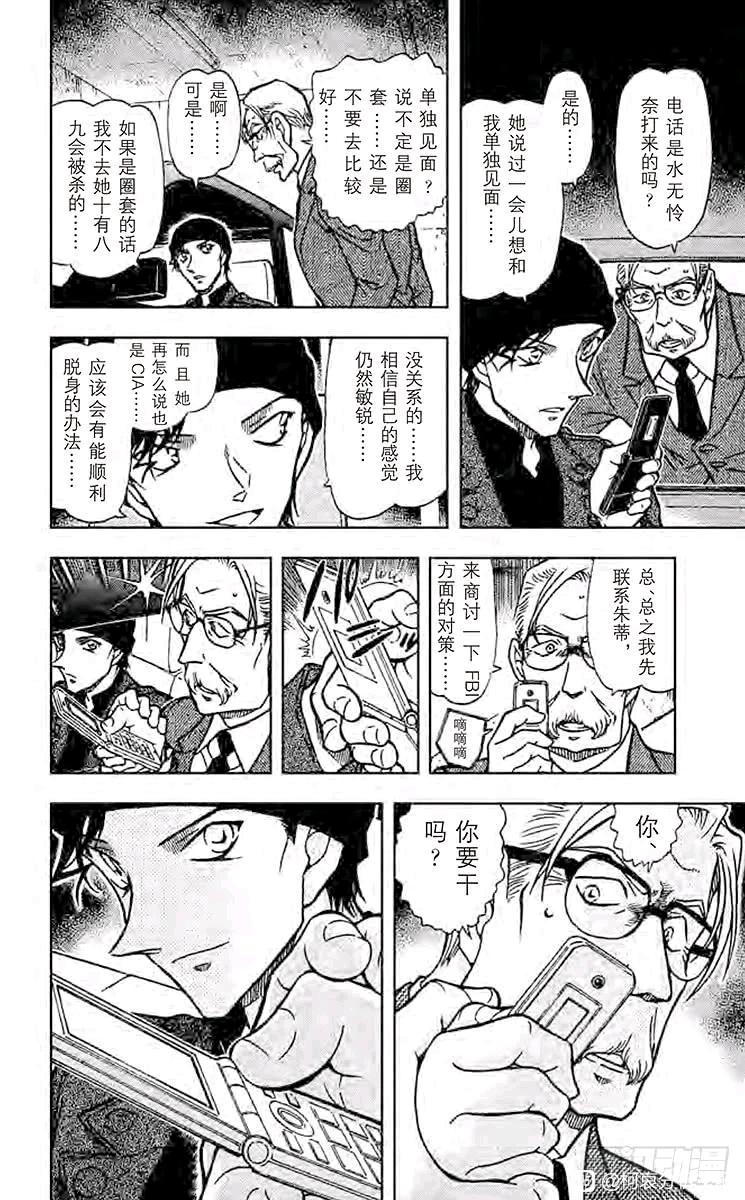 电话是水无怜
奈打来的吗？
是的……
她说过一会儿想和
我单独见面……
单独见面？
说不定是圈
套……还是
不要去比较
好……
是啊……
可是……
如果是圈套的话
我不去她十有八
九会被杀的……
没关系的……我
相信自己的感觉
仍然敏锐……
而且她
再怎么说也
是CIA……
应该会有能顺利
脱身的办法……
总、总之我先
联系朱蒂，
来商讨一下FBI
方面的对策……
嘀嘀嘀
你、
你要干
吗？